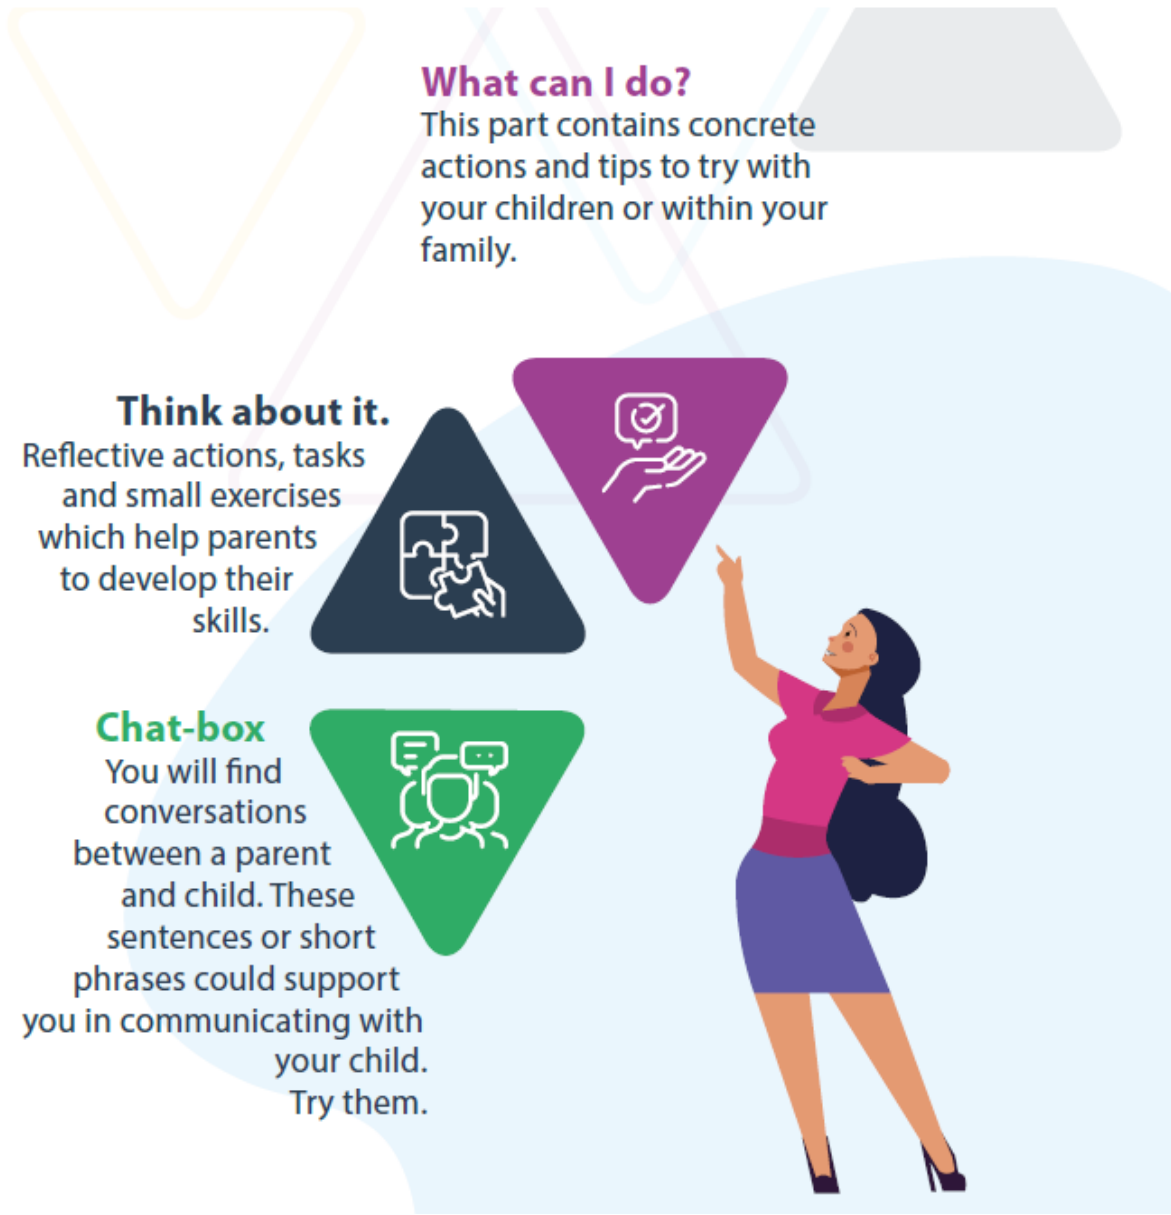 What can I do?
This part contains concrete
actions and tips to try with
your children or within your
family.
Think about it.
Reflective actions, tasks
and small exercises
which help parents
to develop their
skills.
Chat-box
You will find
conversations
between a parent
and child. These
sentences or short
phrases could support
you in communicating with
your child.
Try them.